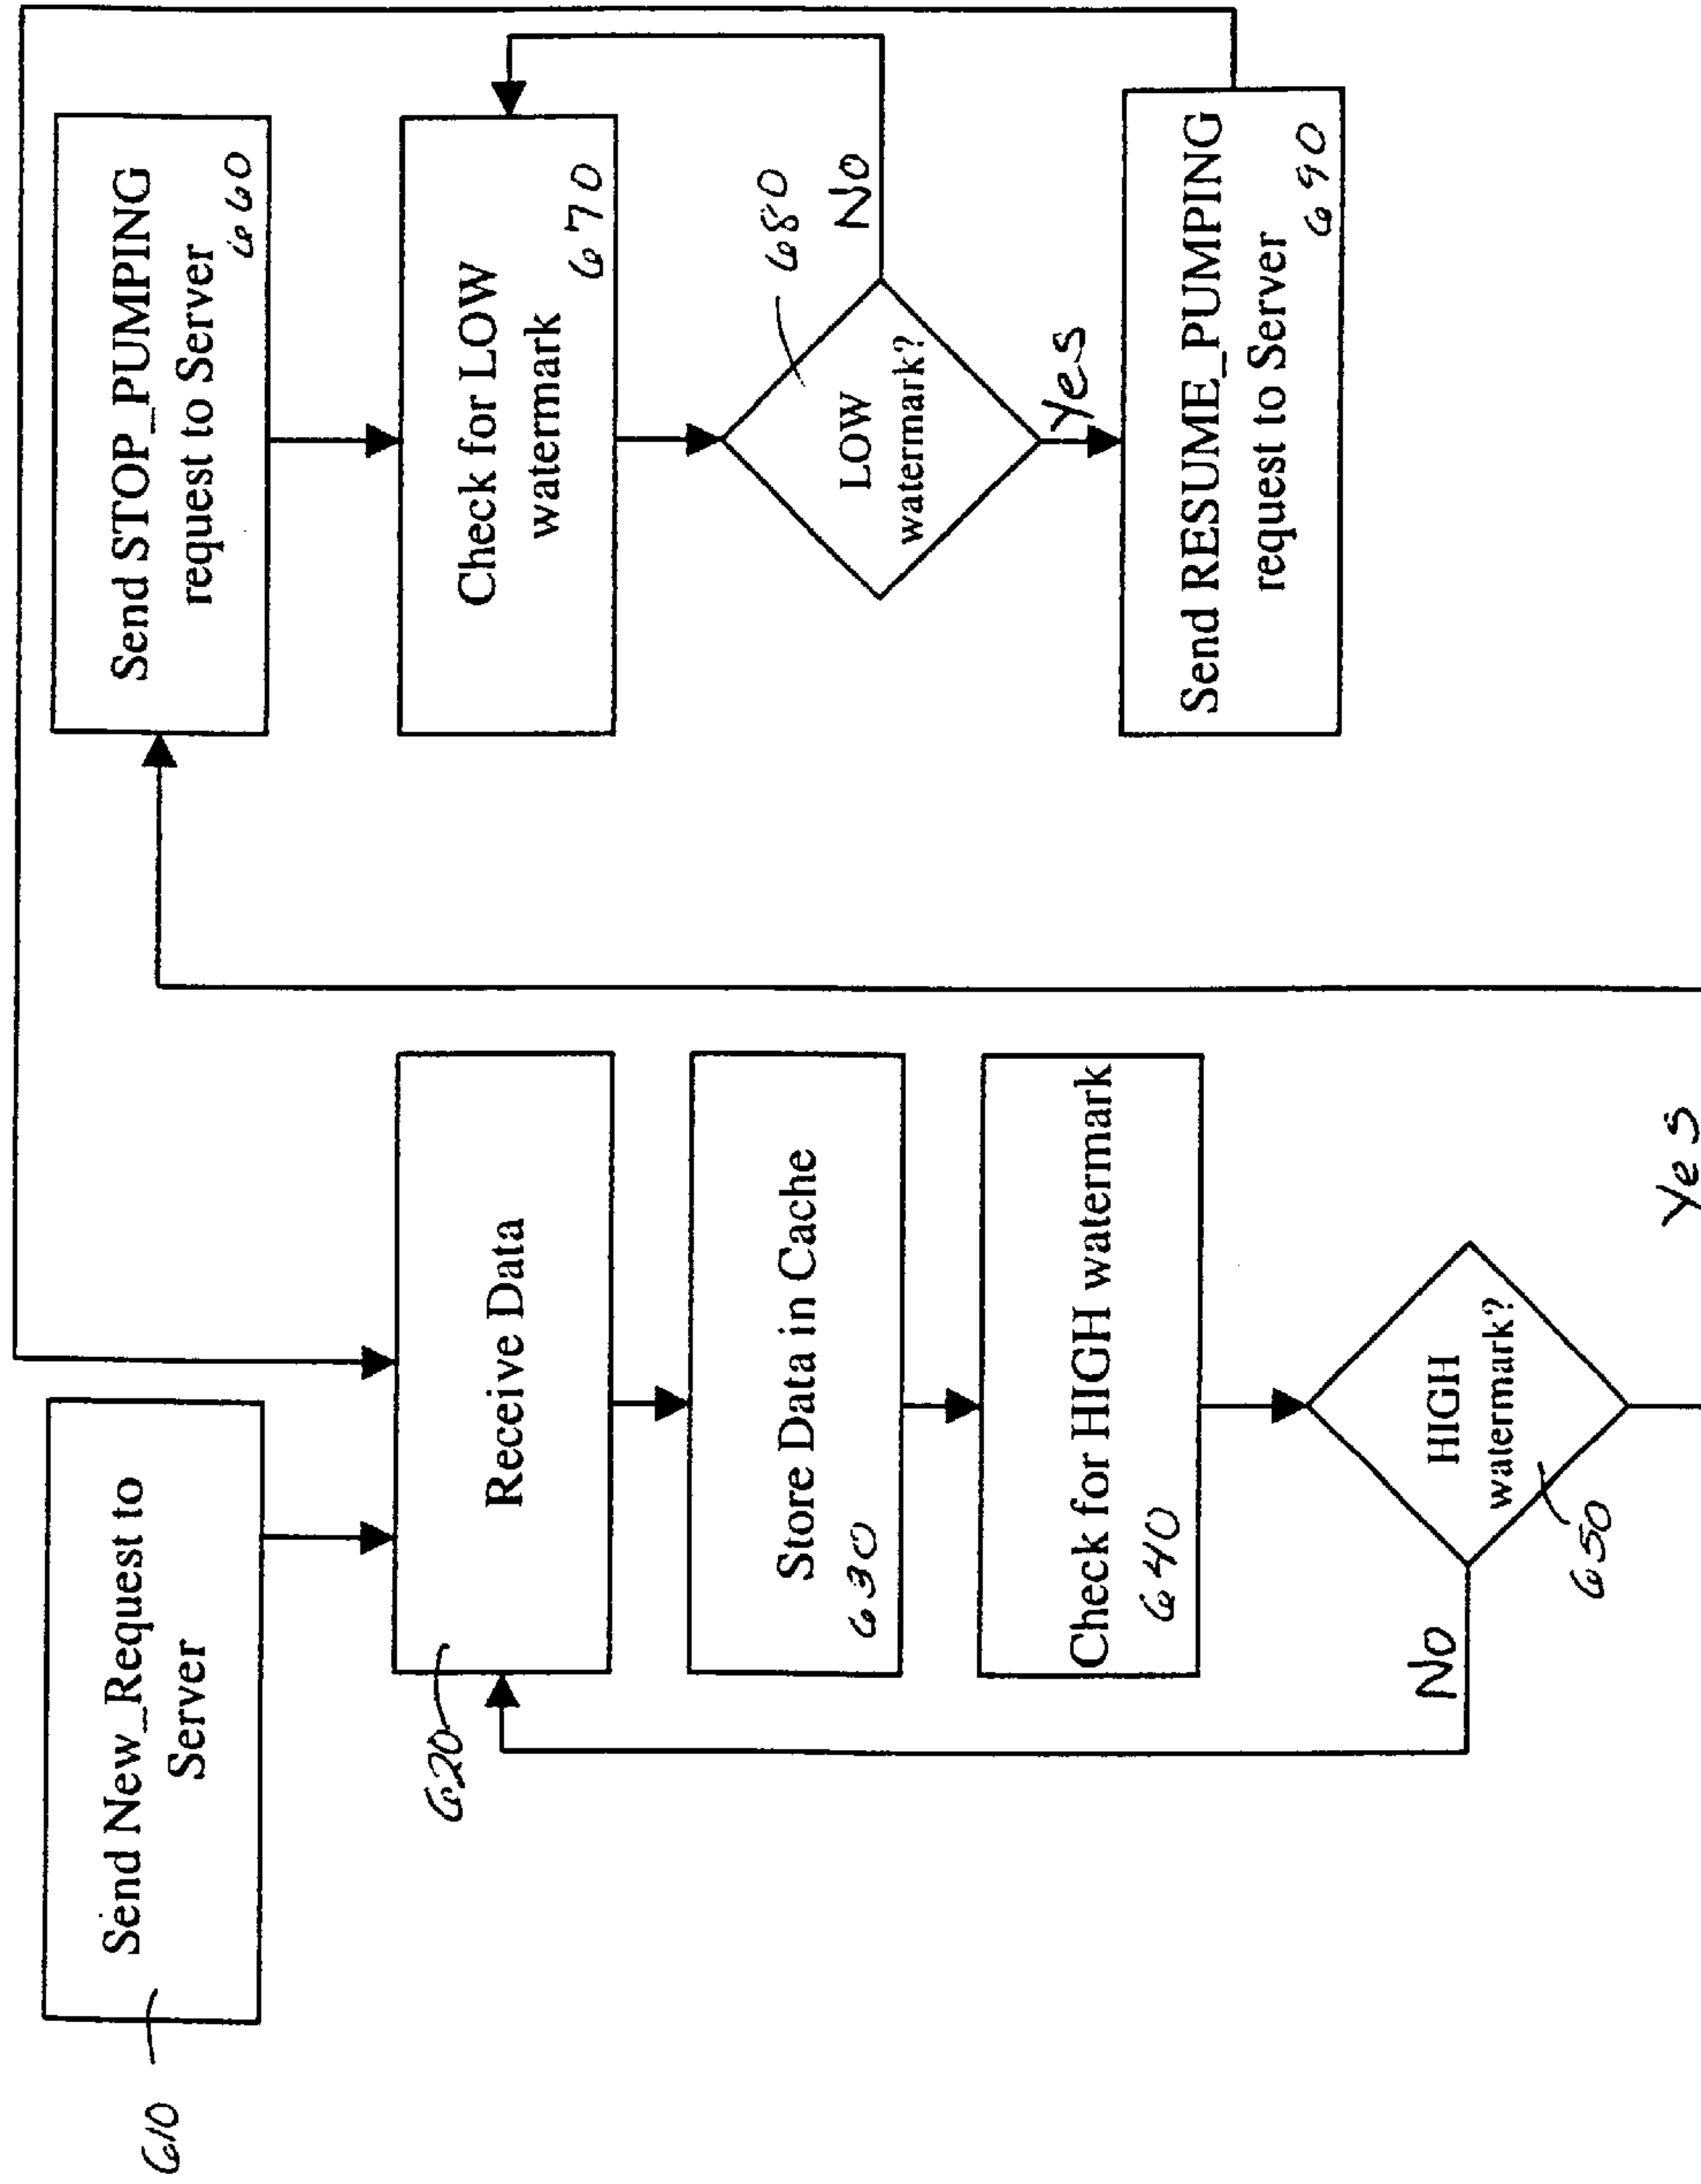 Send New_Request to
Server
610
Receive Data
620
Store Data in Cache
630
Check for HIGH watermark
640
HIGH
watermark?
650
No
Yes
Send STOP_PUMPING
request to Server
660
Check for LOW
watermark
670
LOW
watermark?
680
No
Yes
Send RESUME_PUMPING
request to Server
690